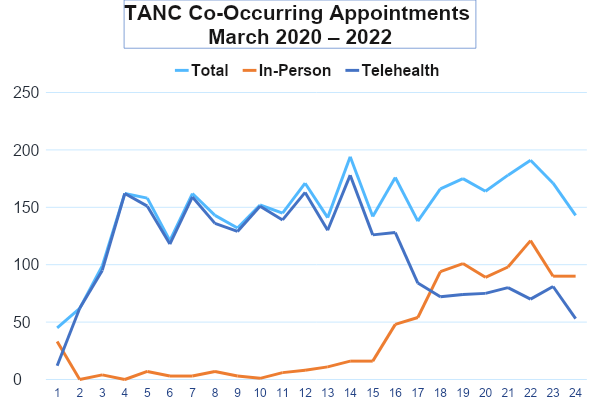 TANC Co-Occurring Appointments
March 2020 – 2022
Total In-Person Telehealth
250
200
150
100
50
0
1 2 3 4 5 6 7 8 9 10 11 12 13 14 15 16 17 18 19 20 21 22 23 24